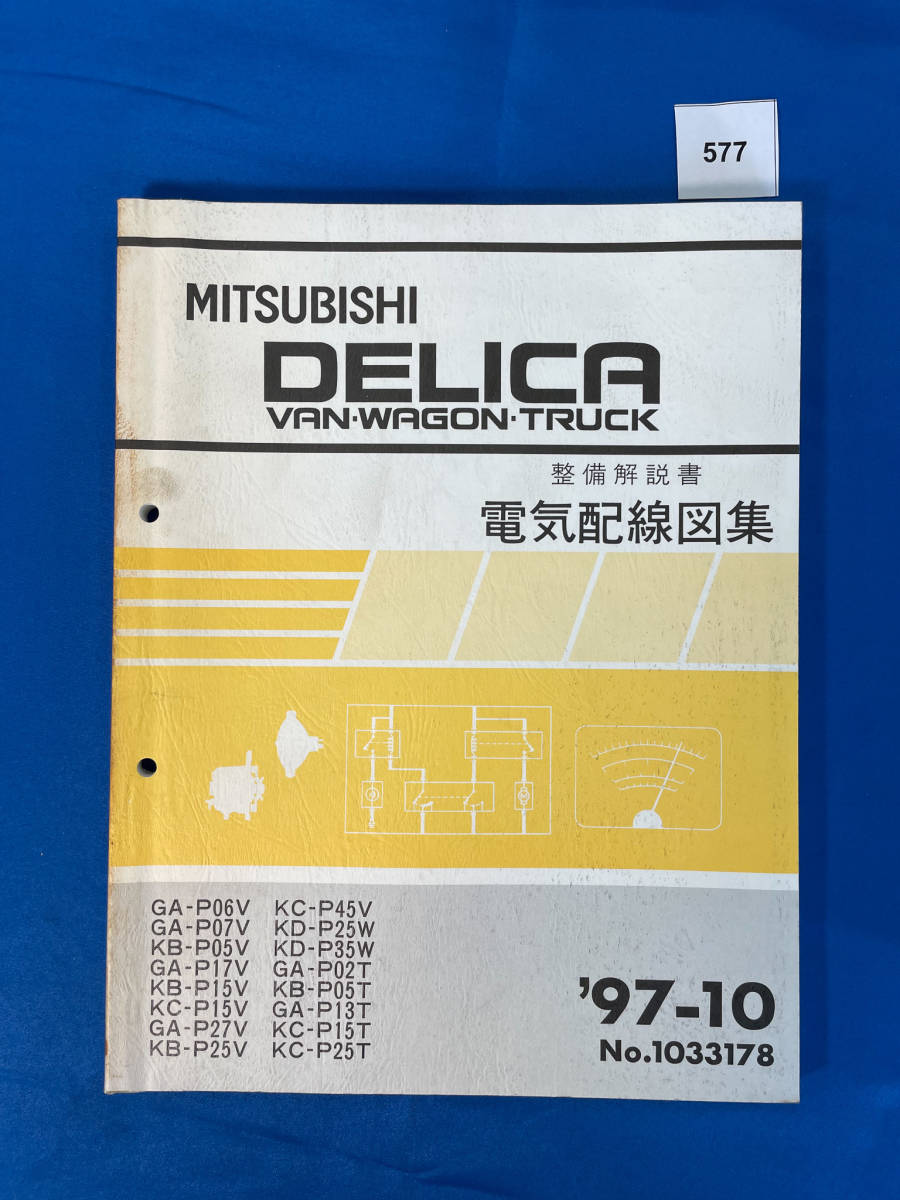 577
MITSUBISHI
DELICA
VAN·WAGON·TRUCK
整備解説書
電気配線図集
GA-P06V KC-P45V
GA-P07V KD-P25W
KB-P05V KD-P35W
GA-P17V GA-P02T
KB-P15V KB-P05T
KC-P15V GA-P13T
GA-P27V KC-P15T
KB-P25V KC-P25T
'97-10
No.1033178